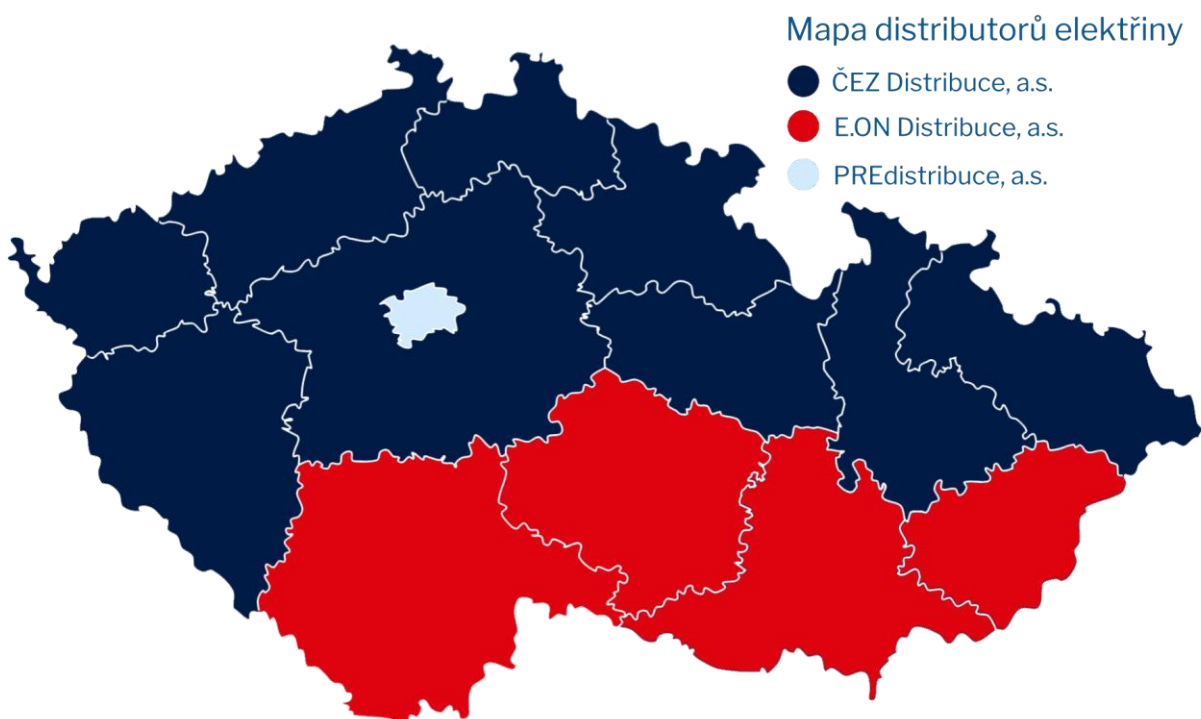 Mapa distributorů elektřiny
ČEZ Distribuce, a.s.
E.ON Distribuce, a.s.
PREdistribuce, a.s.